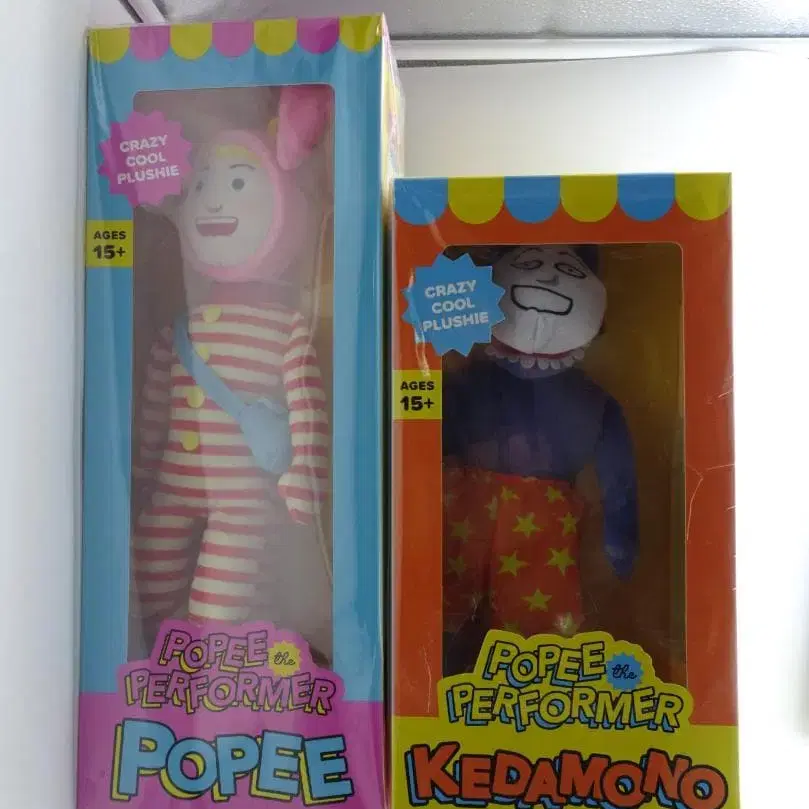 CRAZY
COOL
PLUSHIE
AGES
15+
POPEE the
PERFORMER
POPEE
CRAZY
COOL
PLUSHIE
AGES
15+
POPEE the
PERFORMER
KEDAMONO